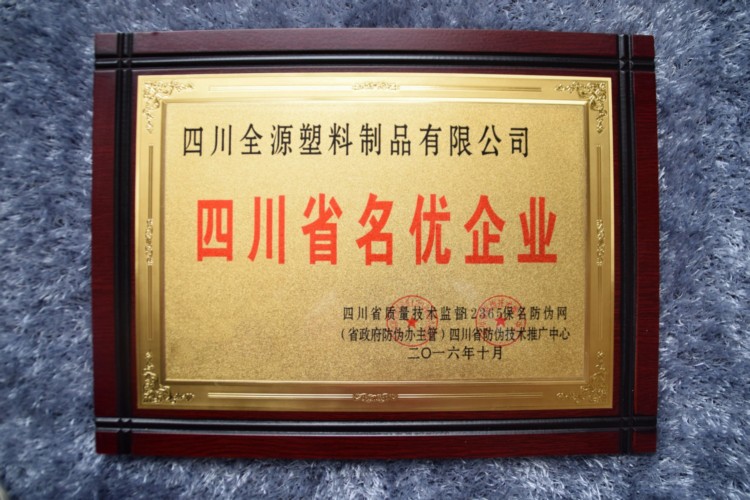 四川全源塑料制品有限公司
四川省名优企业
四川省质量技术监督12365保名防伪网
(省政府防伪办主管)四川省防伪技术推广中心
二〇一六年十月